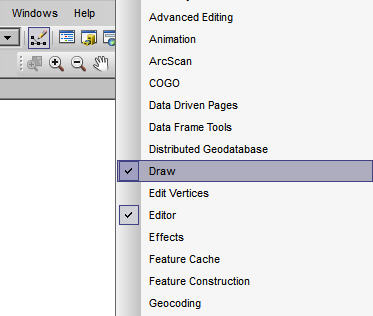 Windows Help
Advanced Editing
Animation
ArcScan
COGO
Data Driven Pages
Data Frame Tools
Distributed Geodatabase
Draw
Edit Vertices
Editor
Effects
Feature Cache
Feature Construction
Geocoding